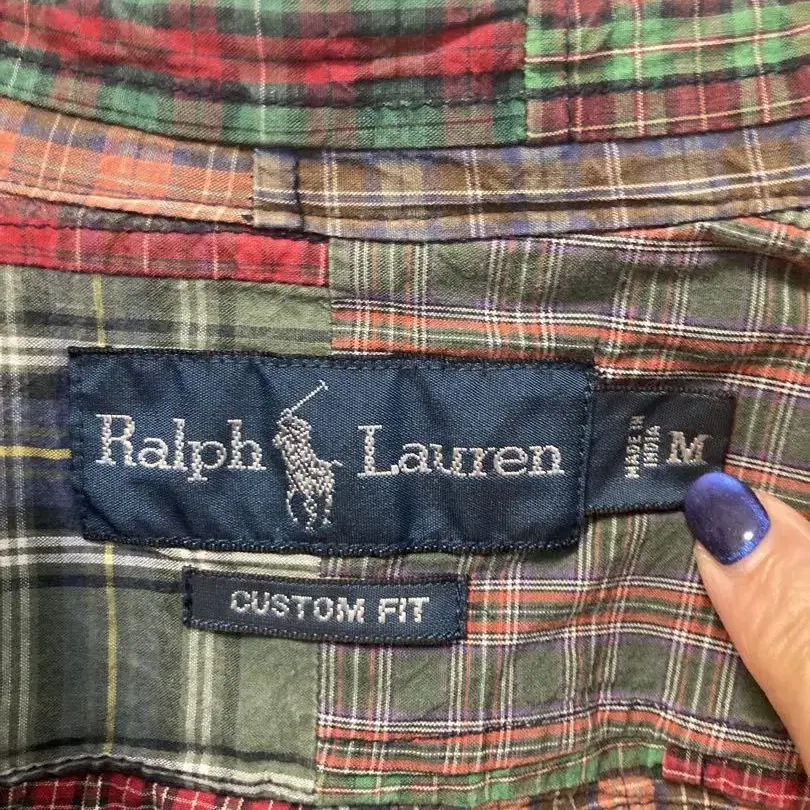 Ralph Lauren
MADE IN
INDIA
M
CUSTOM FIT